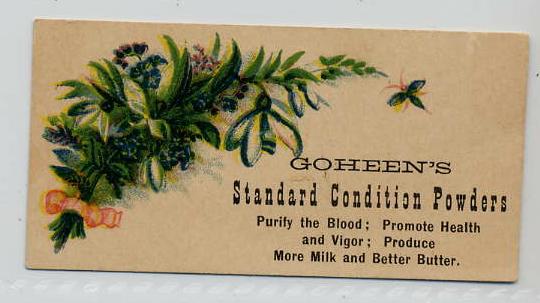 GOHEEN'S
Standard Condition Powders
Purify the Blood; Promote Health
and Vigor; Produce
More Milk and Better Butter.